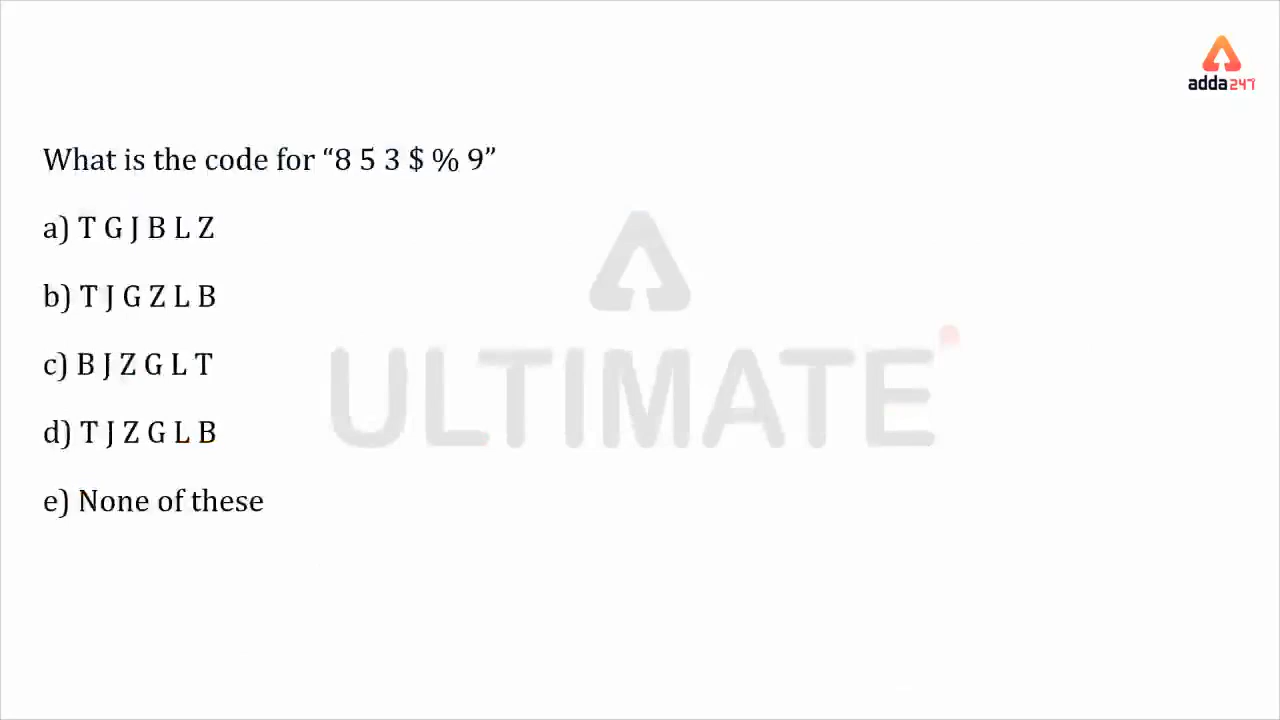 adda247
What is the code for “8 5 3 $ % 9”
a) T G J B L Z
b) T J G Z L B
c) B J Z G L T
d) T J Z G L B
e) None of these
ULTIMATE